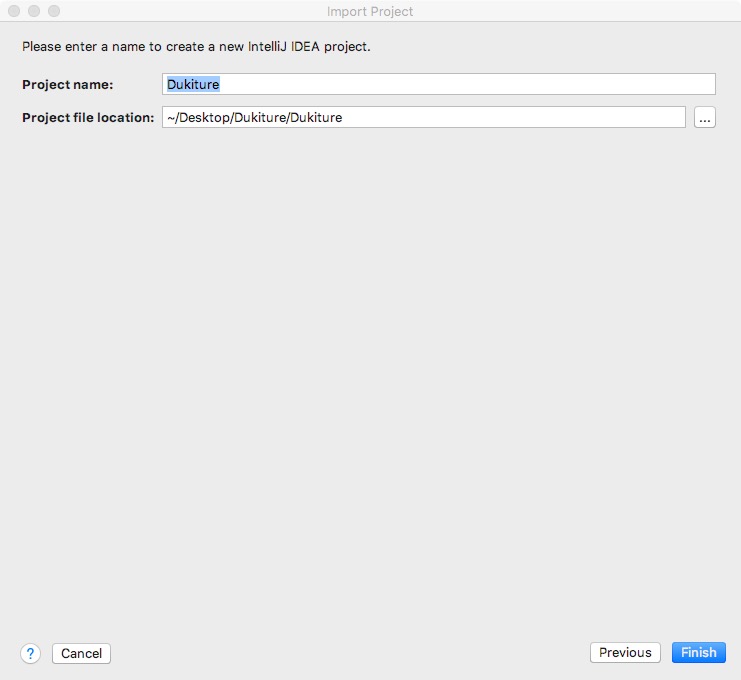 Import Project
Please enter a name to create a new IntelliJ IDEA project.
Project name: Dukiture
Project file location: ~/Desktop/Dukiture/Dukiture ...
? Cancel Previous Finish